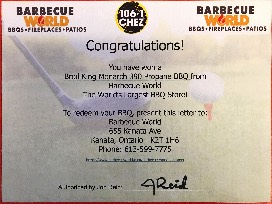 BARBECUE
WORLD
BBQS•FIREPLACES•PATIOS
106•1
CHEZ
BARBECUE
WORLD
BBQS•FIREPLACES•PATIOS
Congratulations!
You have won a
Broil King Monarch 390 Propane BBQ from
Barbecue World
The World's Largest BBQ Store!
To redeem your BBQ, present this letter to:
Barbecue World
655 Kanata Ave
Kanata, Ontario K2T 1H6
Phone: 613-599-7775
Authorized by
JReid